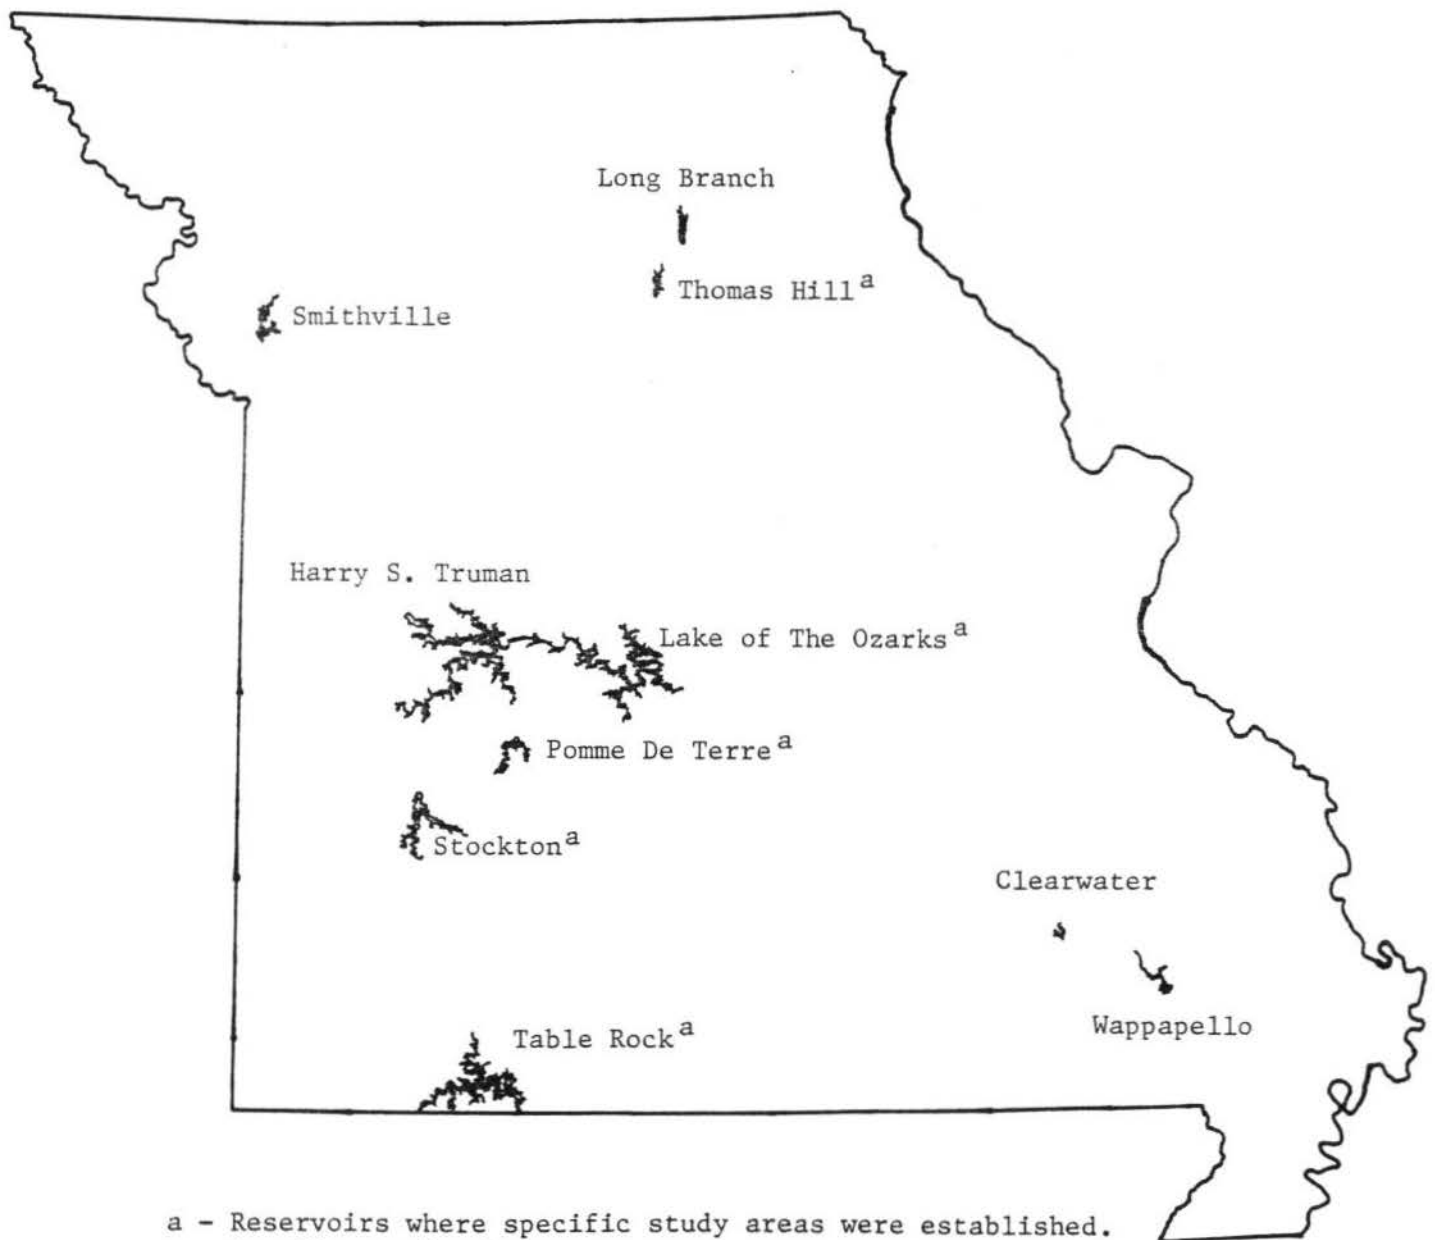 Long Branch
Thomas Hill a
Smithville
Harry S. Truman
Lake of The Ozarks a
Pomme De Terre a
Stockton a
Clearwater
Wappapello
Table Rock a
a - Reservoirs where specific study areas were established.